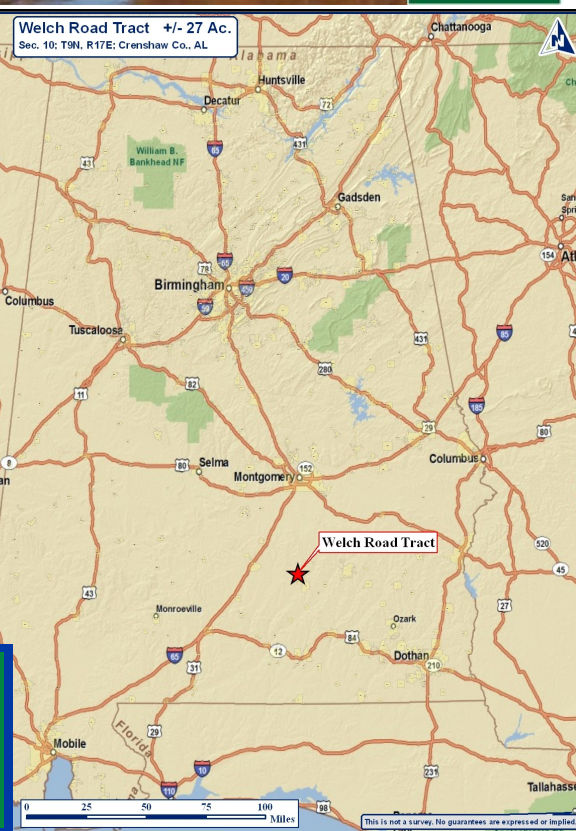 Welch Road Tract +/- 27 Ac.
Sec. 10; T9N, R17E; Crenshaw Co., AL
Alabama
Chattanooga
Huntsville
Decatur
72
431
65
William B.
Bankhead NF
43
Gadsden
San
Spri
154
Atl
78
65
20
Birmingham
459
59
Columbus
Tuscaloosa
431
85
280
82
11
185
29
80
8
80
Selma
152
Montgomery
Columbus
Welch Road Tract
520
45
43
27
Monroeville
Ozark
84
12
65
31
Dothan
210
Florida
29
Mobile
10
231
110
Tallahasse
98
0 25 50 75 100
Miles
This is not a survey. No guarantees are expressed or implied